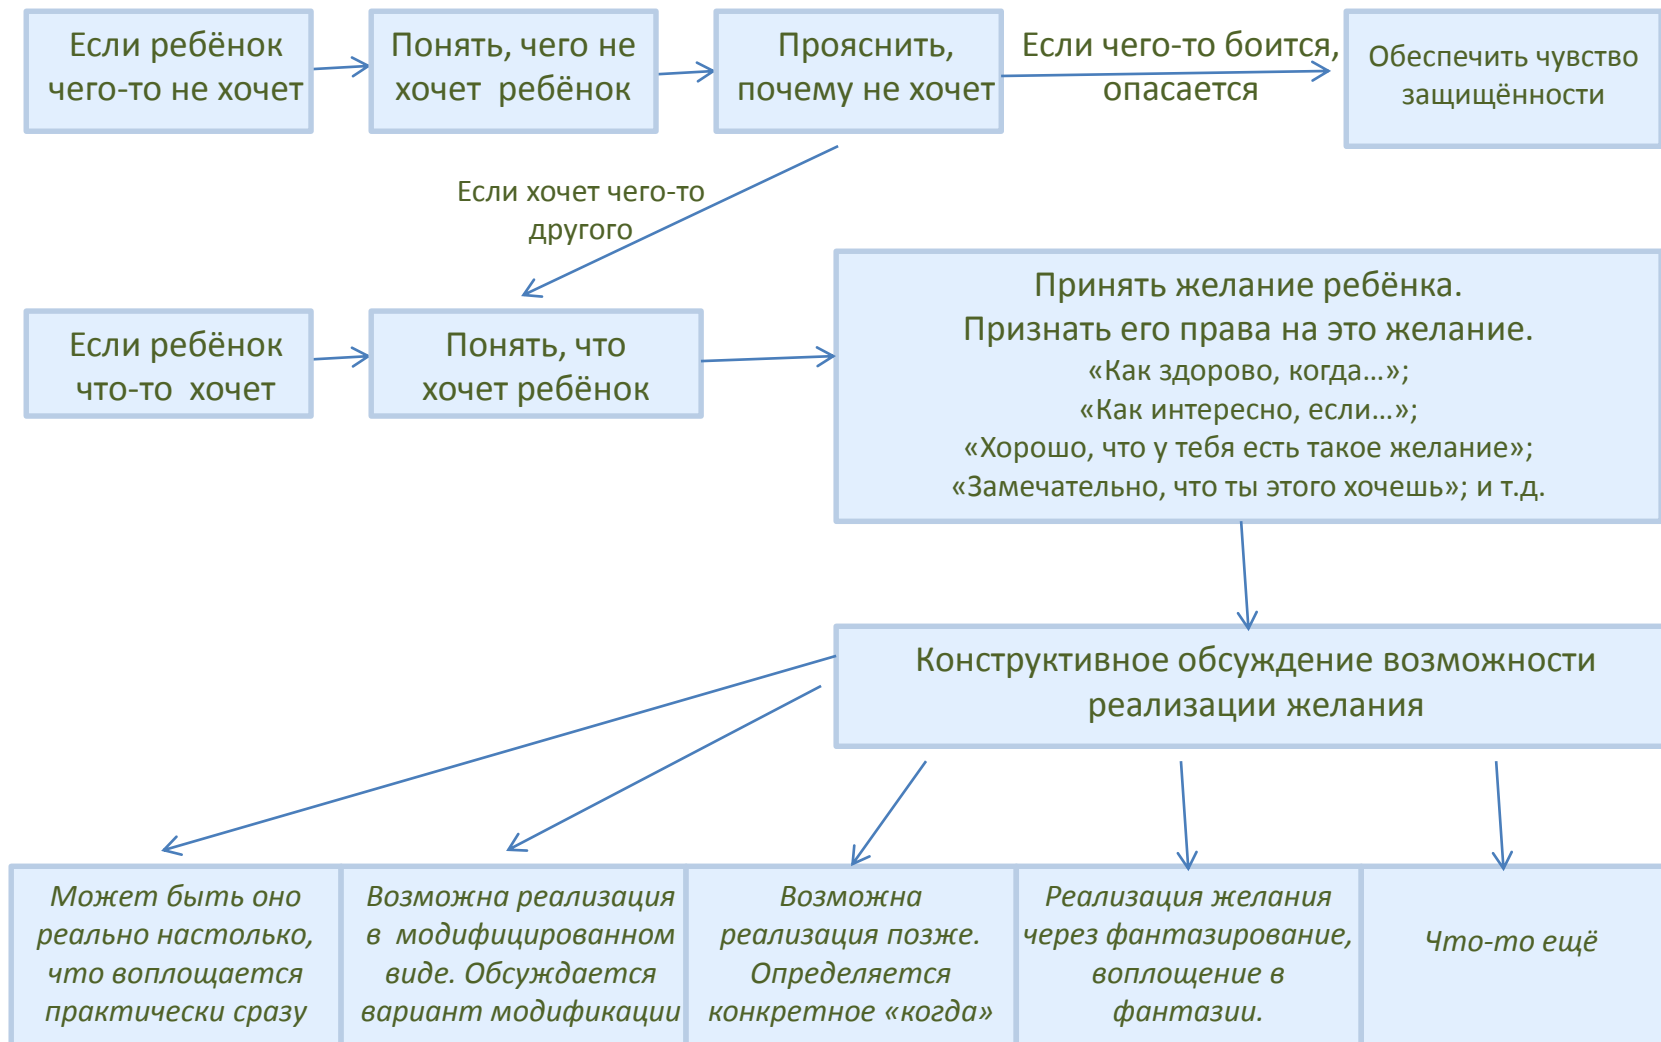 Если ребёнок
чего-то не хочет
Понять, чего не
хочет ребёнок
Прояснить,
почему не хочет
Если чего-то боится,
опасается
Обеспечить чувство
защищённости
Если хочет чего-то
другого
Если ребёнок
что-то хочет
Понять, что
хочет ребёнок
Принять желание ребёнка.
Признать его права на это желание.
«Как здорово, когда…»;
«Как интересно, если…»;
«Хорошо, что у тебя есть такое желание»;
«Замечательно, что ты этого хочешь»; и т.д.
Конструктивное обсуждение возможности
реализации желания
Может быть оно
реально настолько,
что воплощается
практически сразу
Возможна реализация
в модифицированном
виде. Обсуждается
вариант модификации
Возможна
реализация позже.
Определяется
конкретное «когда»
Реализация желания
через фантазирование,
воплощение в
фантазии.
Что-то ещё